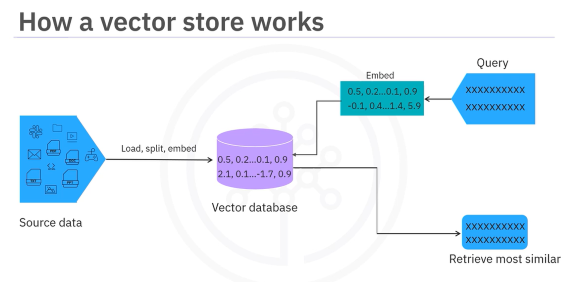 How a vector store works
Query
Embed
0.5, 0.2...0.1, 0.9
-0.1, 0.4...1.4, 5.9
XXXXXXXXXX
XXXXXXXXXX
Load, split, embed
0.5, 0.2...0.1, 0.9
2.1, 0.1...-1.7, 0.9
Vector database
Source data
XXXXXXXXXX
XXXXXXXXXX
Retrieve most similar